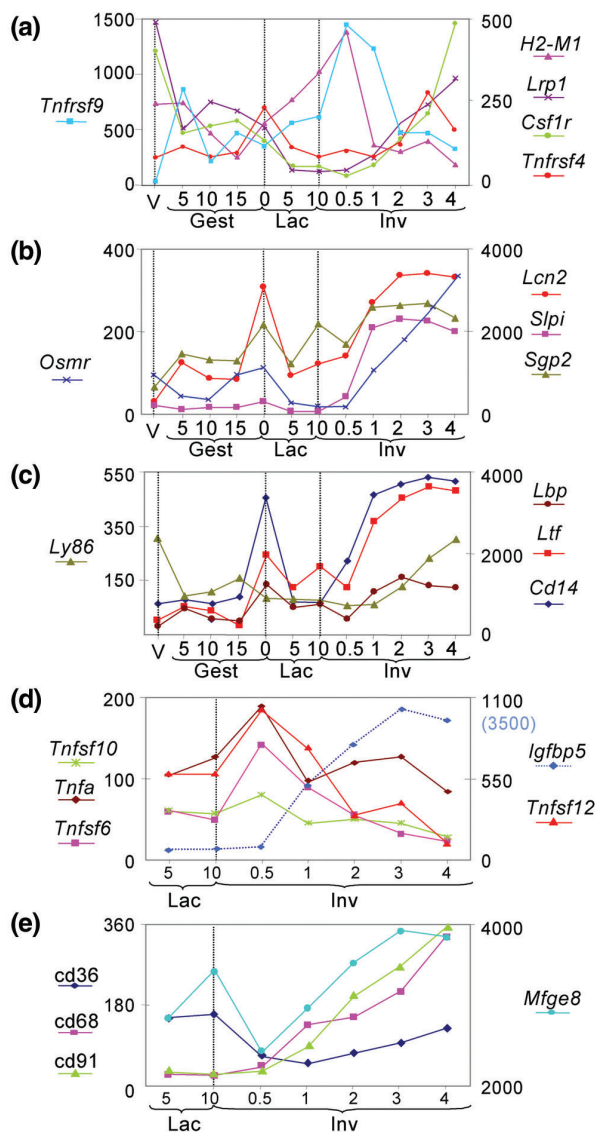 (a)
1500
1000
500
0
500
250
0
Tnfrsf9
H2-M1
Lrp1
Csf1r
Tnfrsf4
V 5 10 15 0 5 10 0.5 1 2 3 4
Gest Lac Inv
(b)
400
200
0
4000
2000
0
Osmr
Lcn2
Slpi
Sgp2
V 5 10 15 0 5 10 0.5 1 2 3 4
Gest Lac Inv
(c)
550
350
150
4000
2000
0
Ly86
Lbp
Ltf
Cd14
V 5 10 15 0 5 10 0.5 1 2 3 4
Gest Lac Inv
(d)
200
100
0
1100
(3500)
550
0
Tnfsf10
Tnfa
Tnfsf6
Igfbp5
Tnfsf12
5 10 0.5 1 2 3 4
Lac Inv
(e)
360
180
0
4000
2000
cd36
cd68
cd91
Mfge8
5 10 0.5 1 2 3 4
Lac Inv